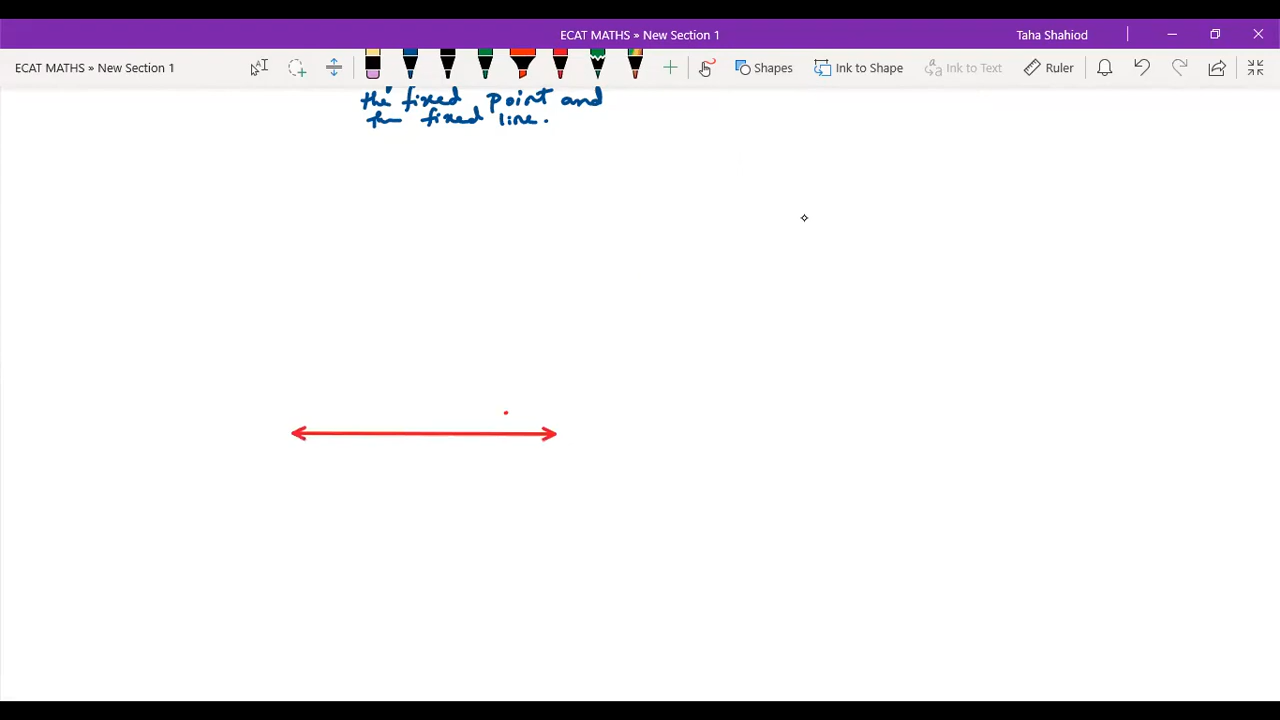 ECAT MATHS » New Section 1
Taha Shahiod
ECAT MATHS » New Section 1
Shapes
Ink to Shape
Ink to Text
Ruler
the fixed point and
the fixed line.